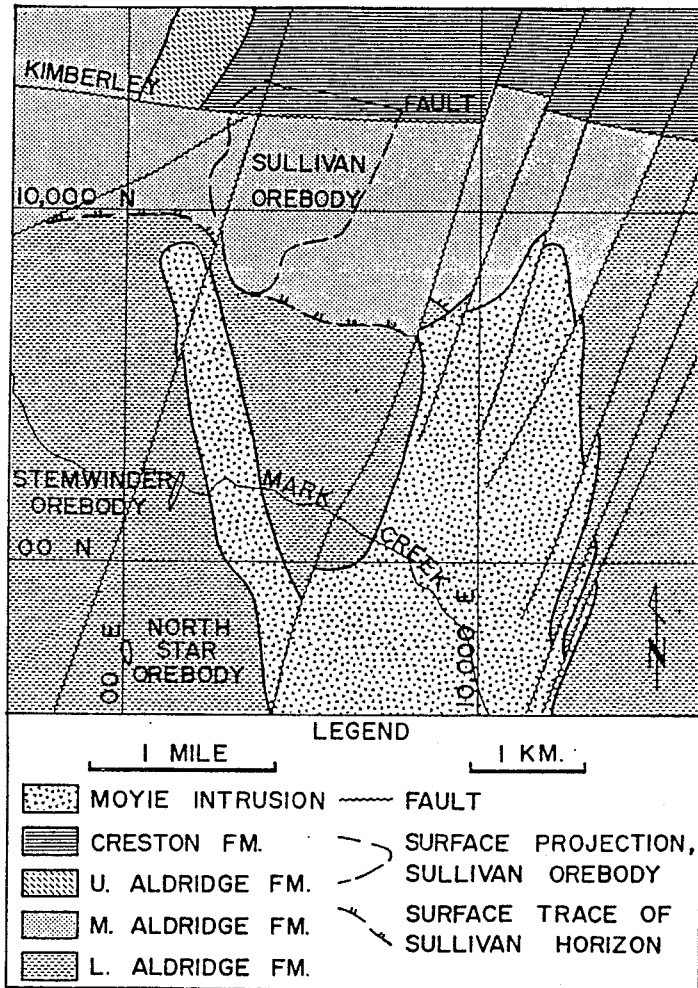 KIMBERLEY
FAULT
SULLIVAN
OREBODY
10,000 N
STEMWINDER
OREBODY
MARK
CREEK
00 N
00 E
NORTH
STAR
OREBODY
10,000 E
N
LEGEND
1 MILE
1 KM.
MOYIE INTRUSION
FAULT
CRESTON FM.
SURFACE PROJECTION,
SULLIVAN OREBODY
U. ALDRIDGE FM.
M. ALDRIDGE FM.
SURFACE TRACE OF
SULLIVAN HORIZON
L. ALDRIDGE FM.